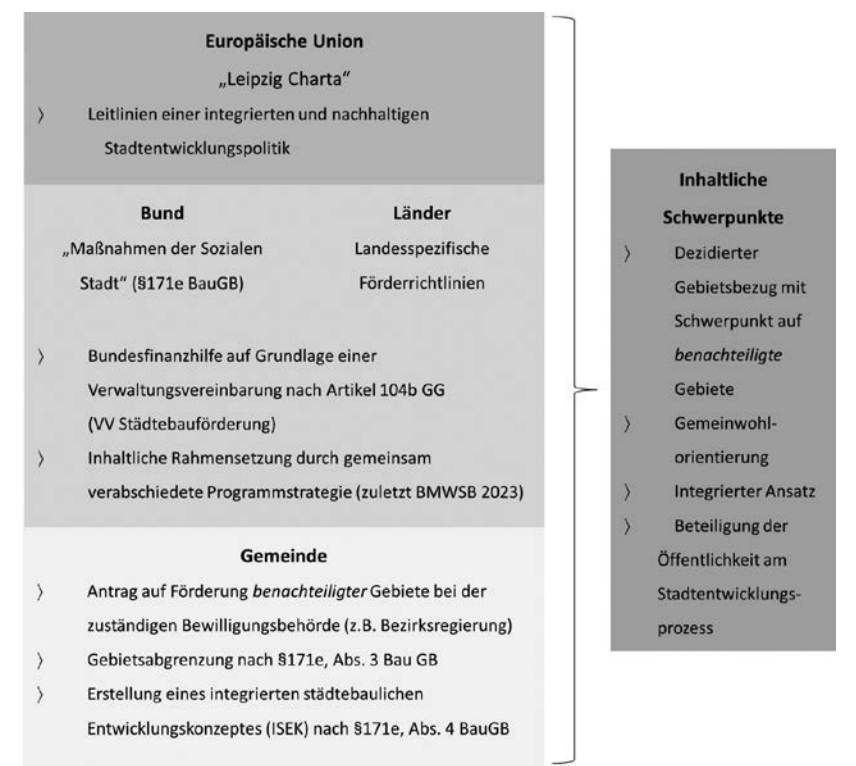 Europäische Union
„Leipzig Charta“
〉 Leitlinien einer integrierten und nachhaltigen
Stadtentwicklungspolitik
Bund
„Maßnahmen der Sozialen
Stadt“ (§171e BauGB)
Länder
Landesspezifische
Förderrichtlinien
〉 Bundesfinanzhilfe auf Grundlage einer
Verwaltungsvereinbarung nach Artikel 104b GG
(VV Städtebauförderung)
〉 Inhaltliche Rahmensetzung durch gemeinsam
verabschiedete Programmstrategie (zuletzt BMWSB 2023)
Gemeinde
〉 Antrag auf Förderung benachteiligter Gebiete bei der
zuständigen Bewilligungsbehörde (z.B. Bezirksregierung)
〉 Gebietsabgrenzung nach §171e, Abs. 3 Bau GB
〉 Erstellung eines integrierten städtebaulichen
Entwicklungskonzeptes (ISEK) nach §171e, Abs. 4 BauGB
Inhaltliche
Schwerpunkte
〉 Dezidierter
Gebietsbezug mit
Schwerpunkt auf
benachteiligte
Gebiete
〉 Gemeinwohl-
orientierung
〉 Integrierter Ansatz
〉 Beteiligung der
Öffentlichkeit am
Stadtentwicklungs-
prozess